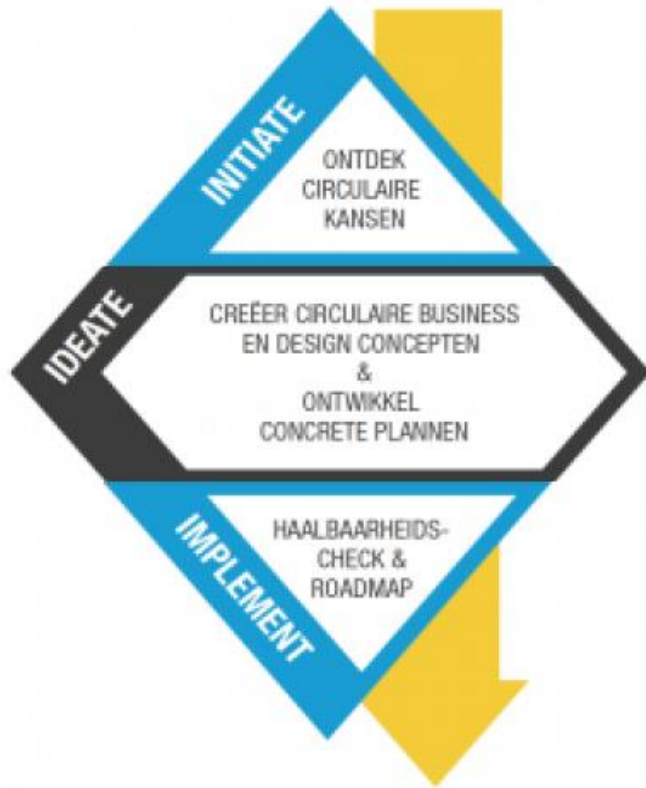 INITIATE
ONTDEK
CIRCULAIRE
KANSEN
IDEATE
CREËER CIRCULAIRE BUSINESS
EN DESIGN CONCEPTEN
&
ONTWIKKEL
CONCRETE PLANNEN
IMPLEMENT
HAALBAARHEIDS-
CHECK &
ROADMAP